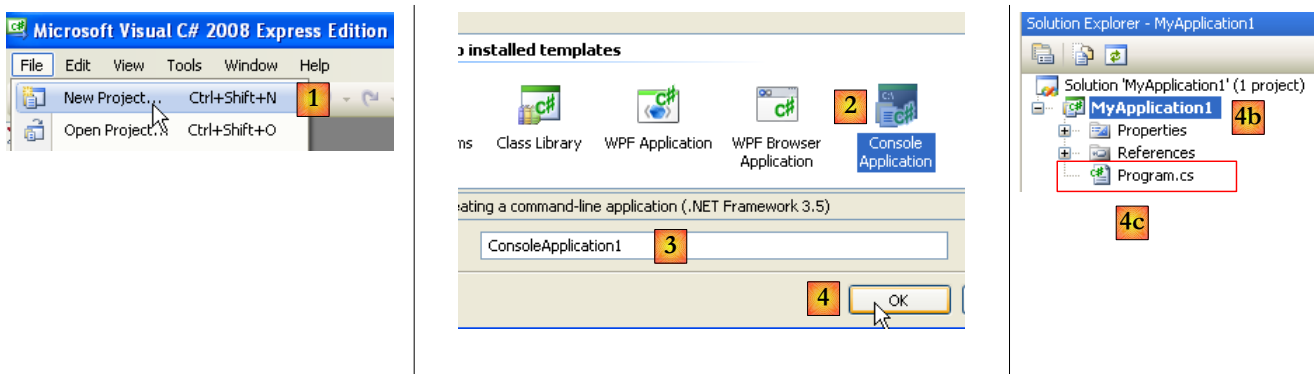 Microsoft Visual C# 2008 Express Edition
File Edit View Tools Window Help
New Project... Ctrl+Shift+N
1
Open Project... Ctrl+Shift+O
installed templates
2
ms Class Library WPF Application WPF Browser Application Console Application
eating a command-line application (.NET Framework 3.5)
ConsoleApplication1
3
4
OK
Solution Explorer - MyApplication1
Solution 'MyApplication1' (1 project)
MyApplication1
4b
Properties
References
Program.cs
4c